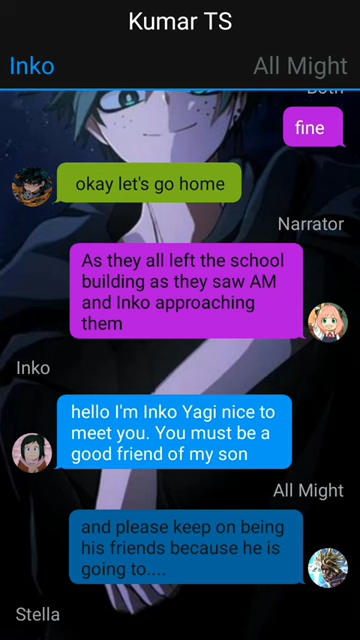 Kumar TS
Inko
All Might
Both
fine
okay let's go home
Narrator
As they all left the school
building as they saw AM
and Inko approaching
them
Inko
hello I'm Inko Yagi nice to
meet you. You must be a
good friend of my son
All Might
and please keep on being
his friends because he is
going to....
Stella